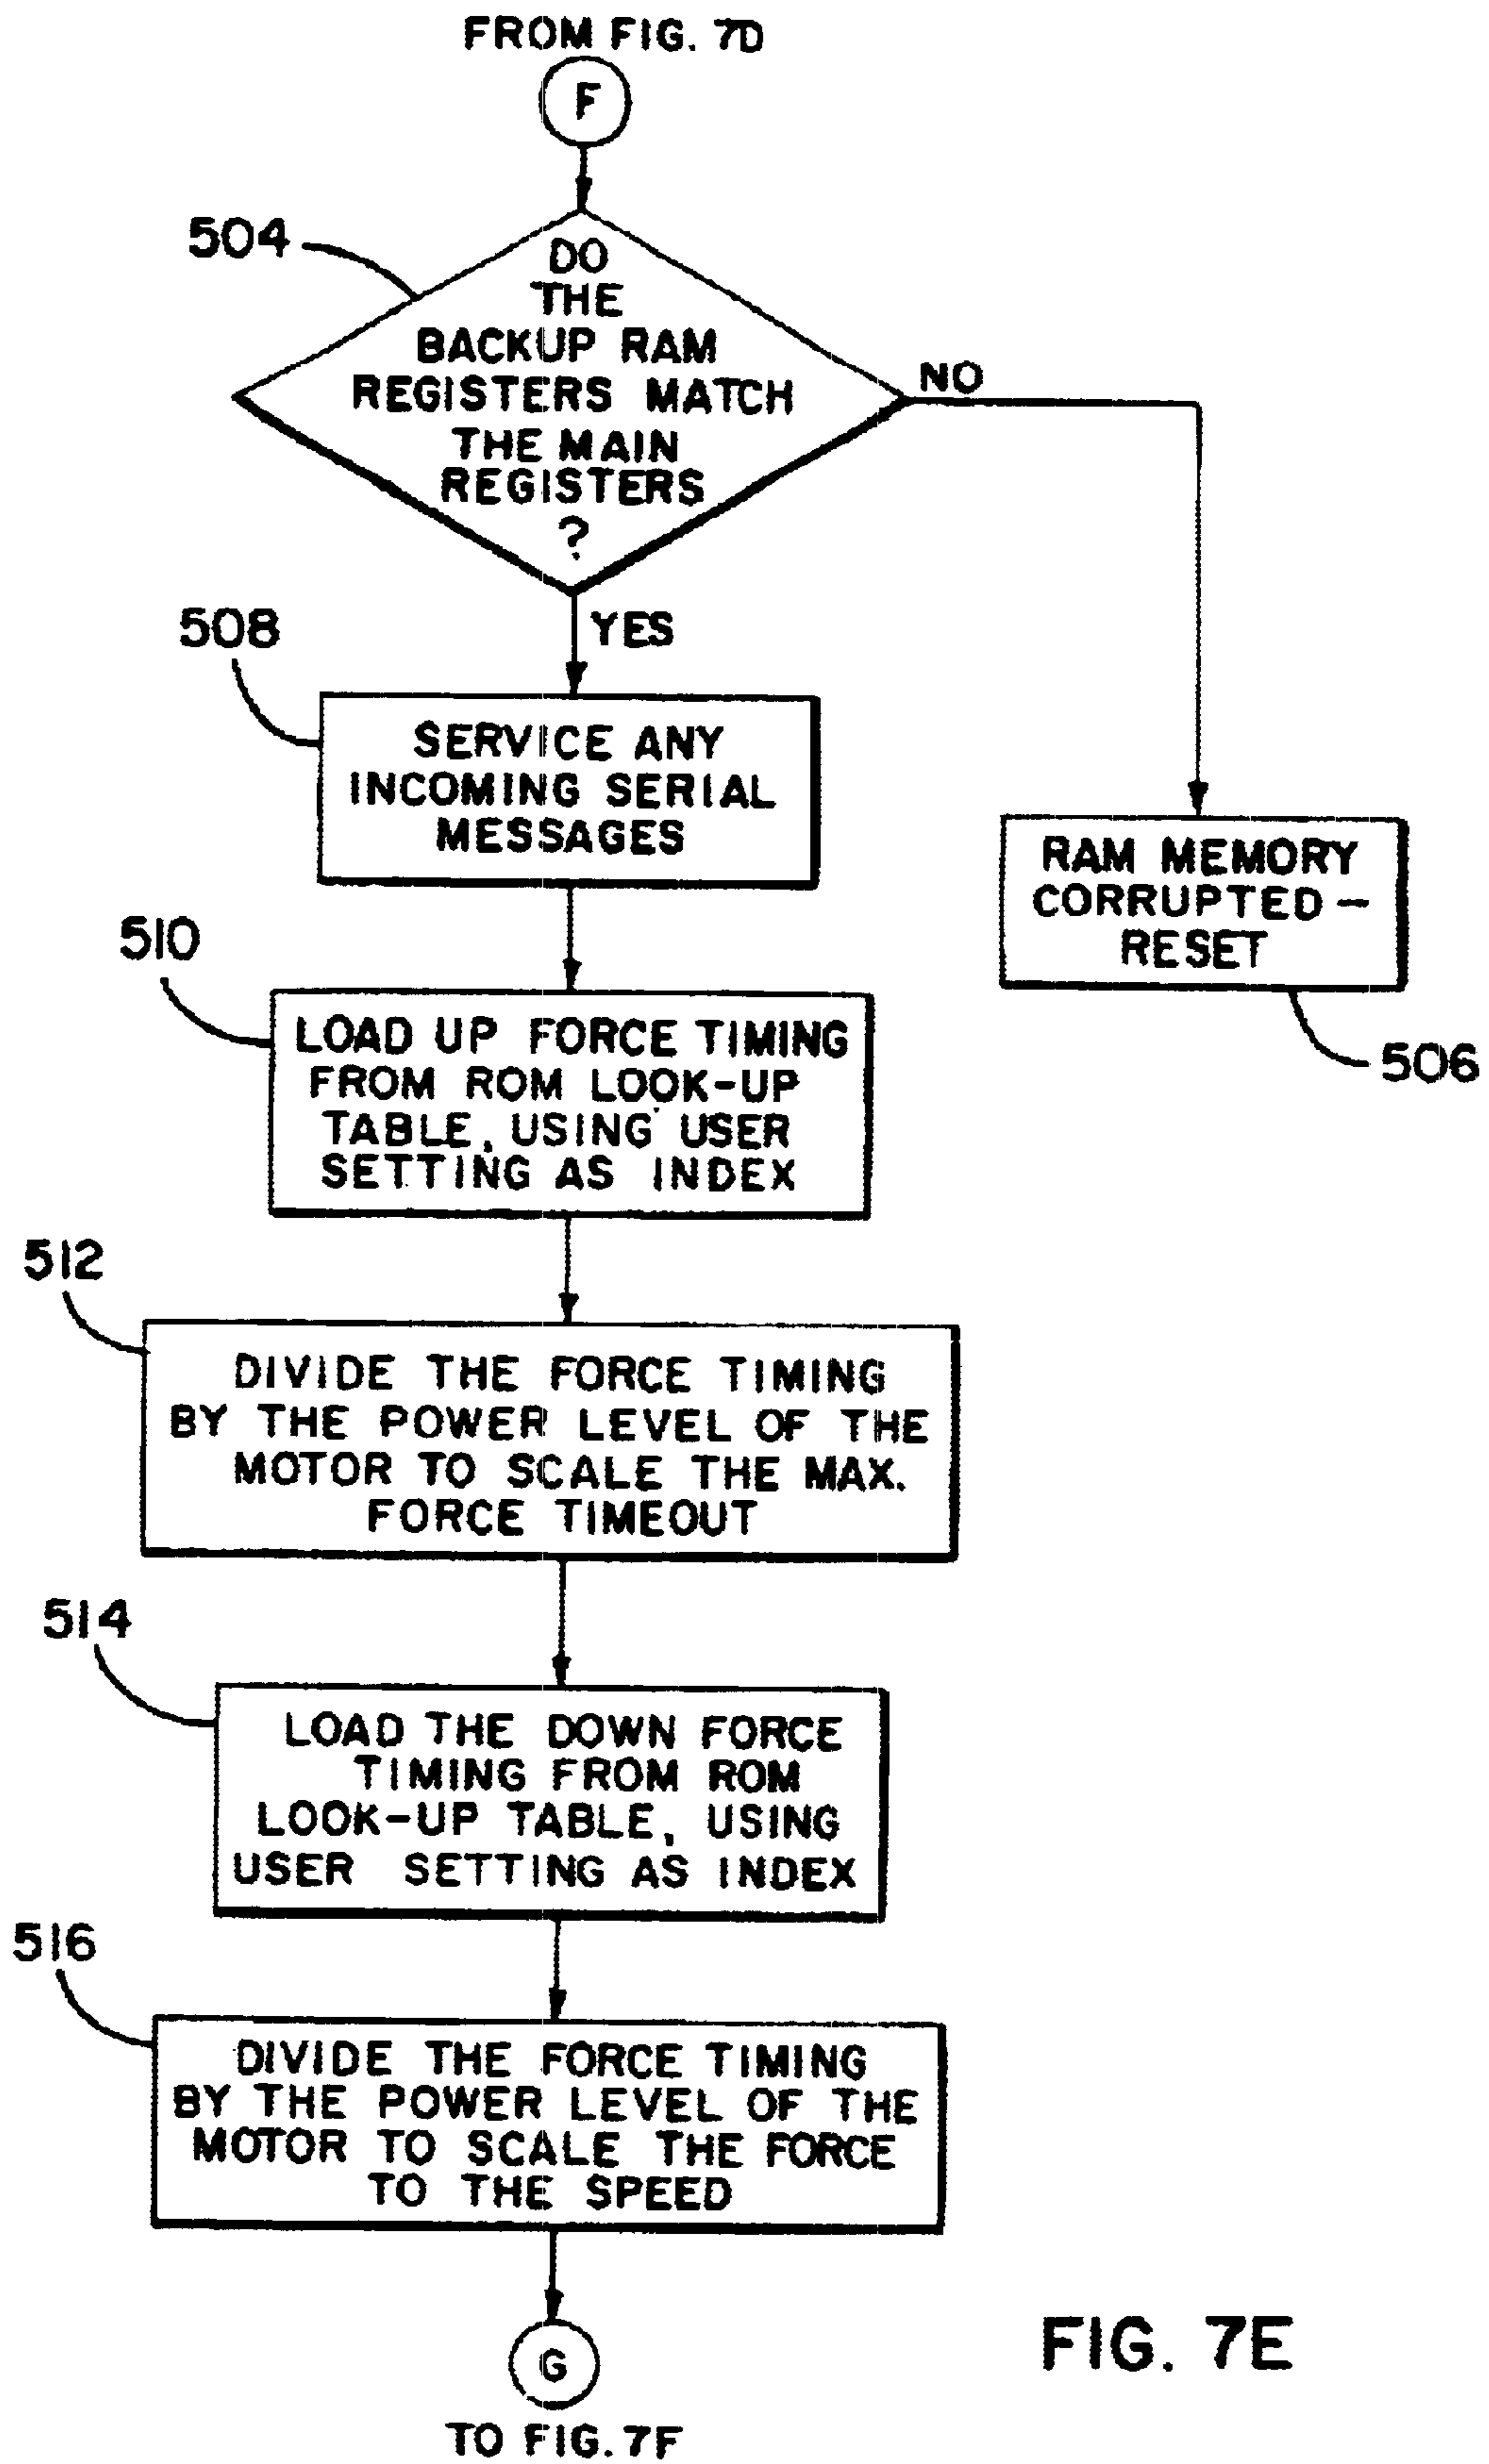 FROM FIG. 7D
F
504
DO
THE
BACKUP RAM
REGISTERS MATCH
THE MAIN
REGISTERS
?
NO
YES
508
SERVICE ANY
INCOMING SERIAL
MESSAGES
RAM MEMORY
CORRUPTED-
RESET
506
510
LOAD UP FORCE TIMING
FROM ROM LOOK-UP
TABLE, USING USER
SETTING AS INDEX
512
DIVIDE THE FORCE TIMING
BY THE POWER LEVEL OF THE
MOTOR TO SCALE THE MAX.
FORCE TIMEOUT
514
LOAD THE DOWN FORCE
TIMING FROM ROM
LOOK-UP TABLE, USING
USER SETTING AS INDEX
516
DIVIDE THE FORCE TIMING
BY THE POWER LEVEL OF THE
MOTOR TO SCALE THE FORCE
TO THE SPEED
G
TO FIG. 7F
FIG. 7E